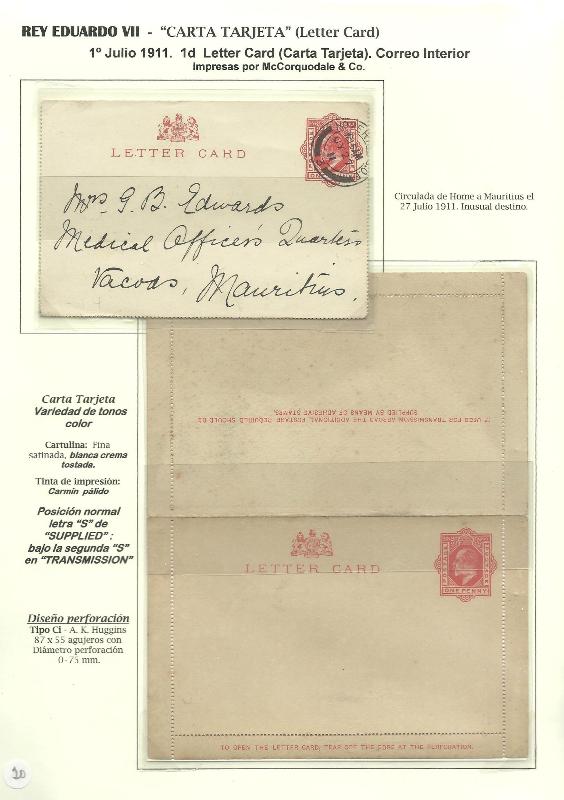 REY EDUARDO VII - “CARTA TARJETA” (Letter Card)
1º Julio 1911. 1d Letter Card (Carta Tarjeta). Correo Interior
Impresas por McCorquodale & Co.
LETTER CARD
Mrs G. B. Edwards
Medical Officer's Quarters
Vacoas, Mauritius.
Circulada de Home a Mauritius el
27 Julio 1911. Inusual destino.
IF USED FOR TRANSMISSION ABROAD THE ADDITIONAL POSTAGE REQUIRED SHOULD BE
SUPPLIED BY MEANS OF ADHESIVE STAMPS.
Carta Tarjeta
Variedad de tonos
color
Cartulina: Fina
satinada, blanca crema
tostada.
Tinta de impresión:
Carmín pálido
Posición normal
letra “S” de
“SUPPLIED” :
bajo la segunda “S”
en “TRANSMISSION”
LETTER CARD
POSTAGE
REVENUE
ONE PENNY
Diseño perforación
Tipo Ci - A. K. Huggins
87 x 55 agujeros con
Diámetro perforación
0-75 mm.
TO OPEN THE LETTER CARD, TEAR OFF THE EDGE AT THE PERFORATION.
20